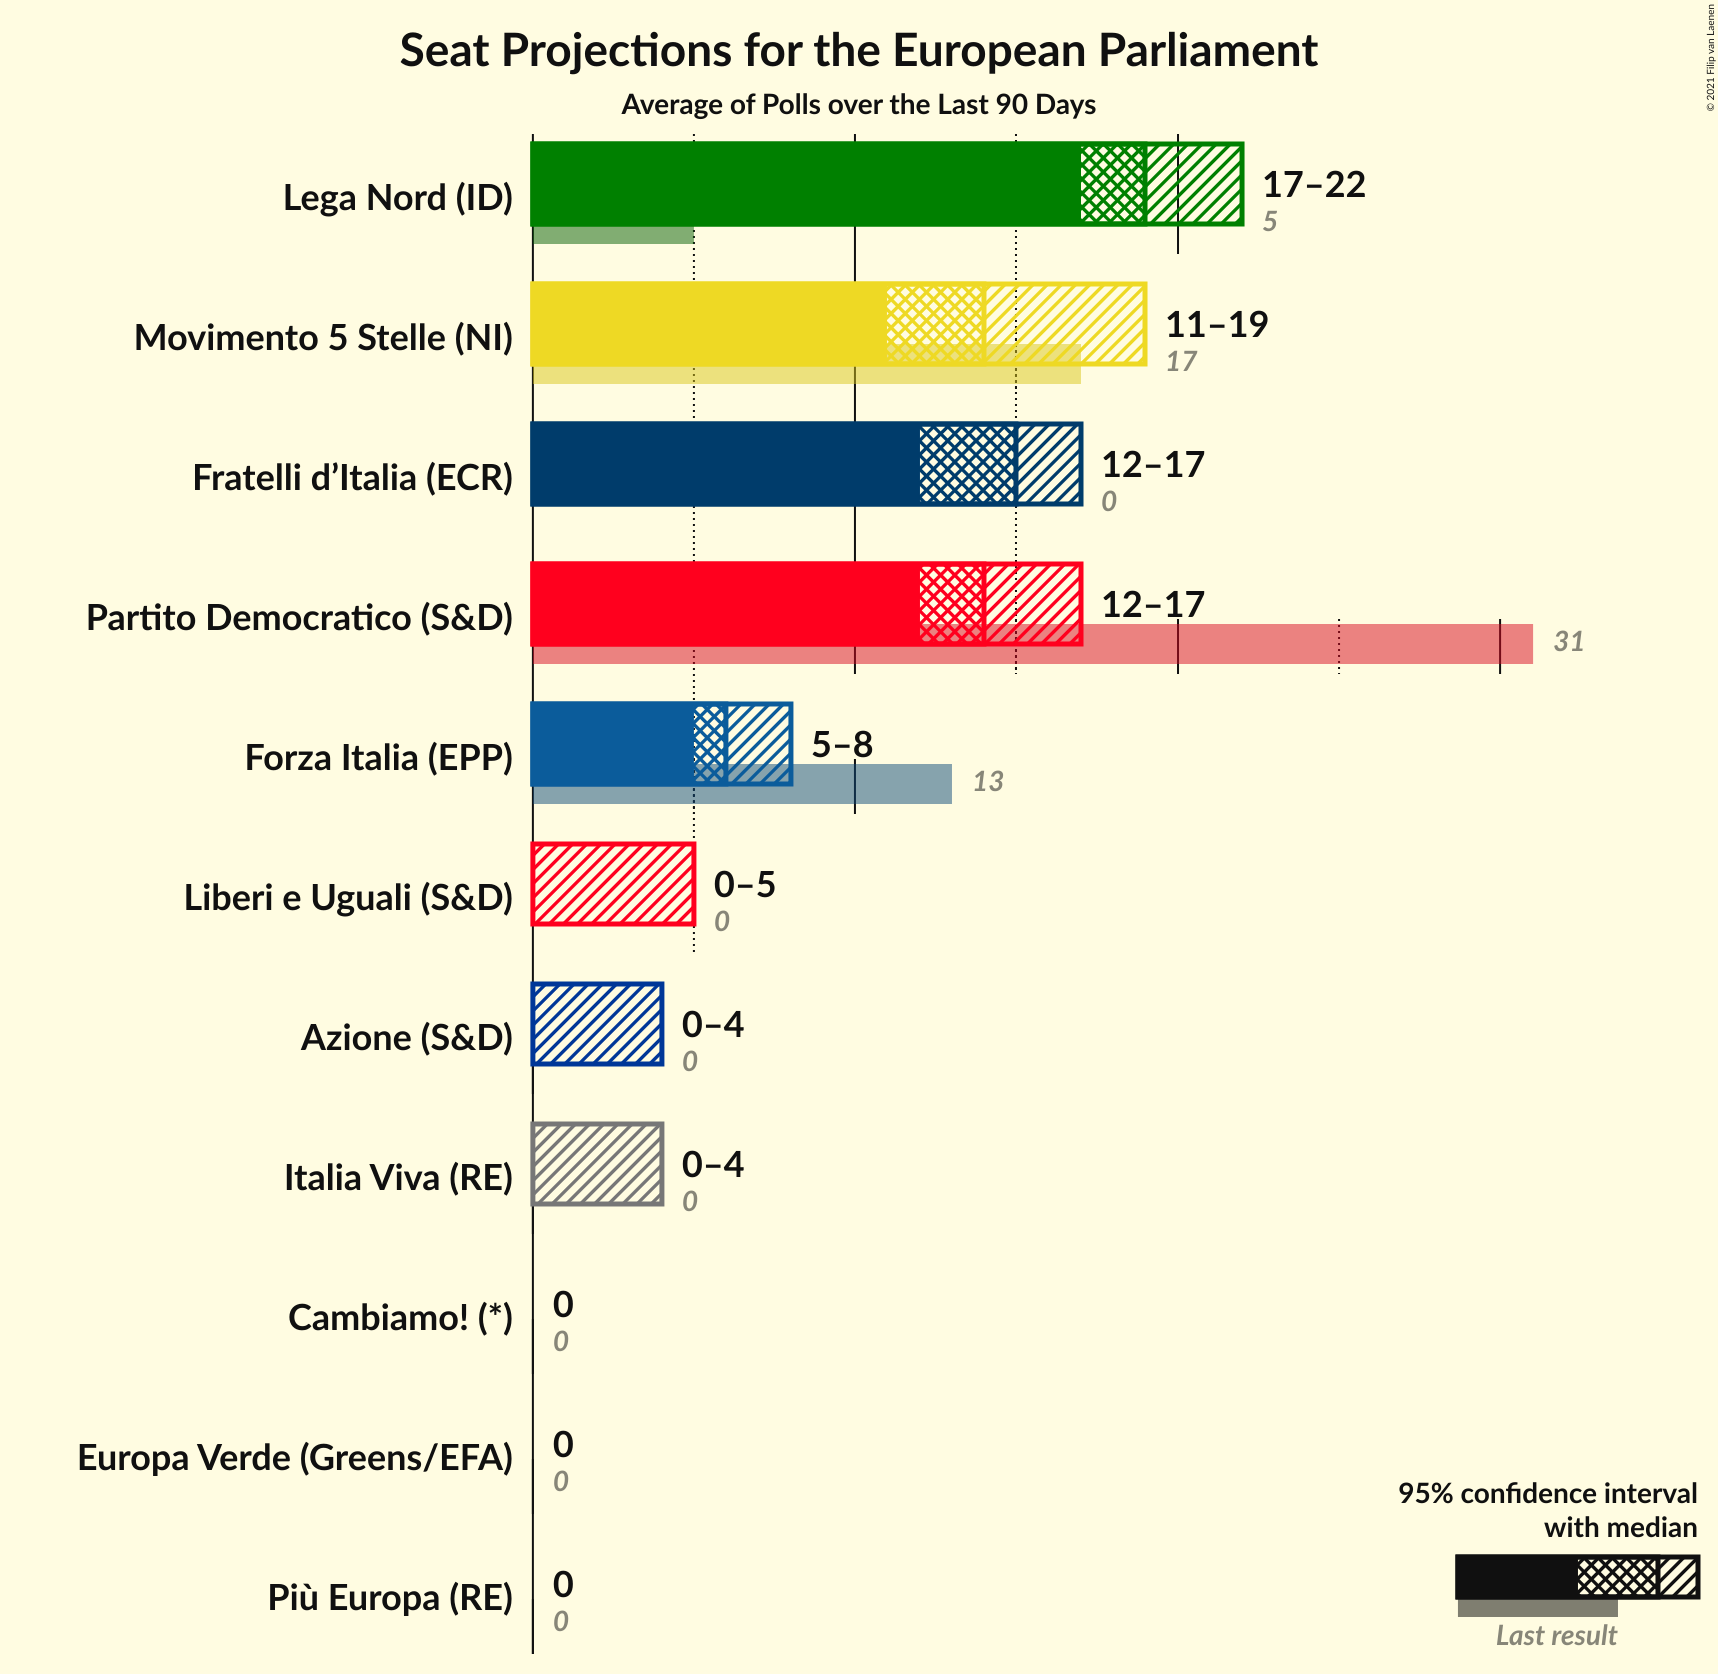 Seat Projections for the European Parliament
Average of Polls over the Last 90 Days
© 2021 Filip van Laenen
Lega Nord (ID)
17–22
5
Movimento 5 Stelle (NI)
11–19
17
Fratelli d’Italia (ECR)
12–17
0
Partito Democratico (S&D)
12–17
31
Forza Italia (EPP)
5–8
13
Liberi e Uguali (S&D)
0–5
0
Azione (S&D)
0–4
0
Italia Viva (RE)
0–4
0
Cambiamo! (*)
0
0
Europa Verde (Greens/EFA)
0
0
Più Europa (RE)
0
0
95% confidence interval
with median
Last result